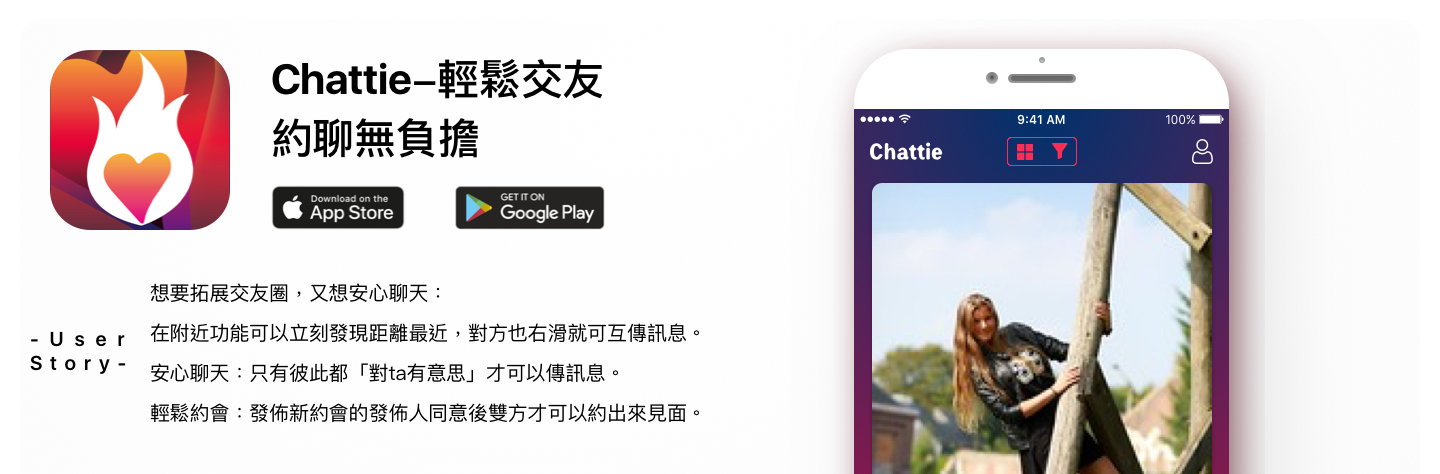 Chattie–輕鬆交友
約聊無負擔
Download on the
App Store
GET IT ON
Google Play
- User
Story-
想要拓展交友圈，又想安心聊天：
在附近功能可以立刻發現距離最近，對方也右滑就可互傳訊息。
安心聊天：只有彼此都「對ta有意思」才可以傳訊息。
輕鬆約會：發佈新約會的發佈人同意後雙方才可以約出來見面。
9:41 AM
100%
Chattie